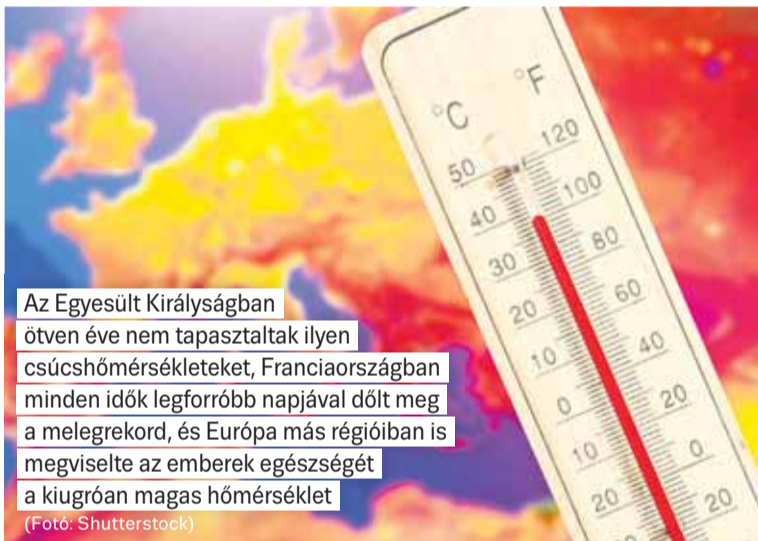 °C
°F
120
50
100
40
80
30
60
20
40
10
20
0
0
10
20
20
Az Egyesült Királyságban
ötven éve nem tapasztaltak ilyen
csúcshőmérsékleteket, Franciaországban
minden idők legforróbb napjával dőlt meg
a melegrekord, és Európa más régióiban is
megviselte az emberek egészségét
a kiugróan magas hőmérséklet
(Fotó: Shutterstock)